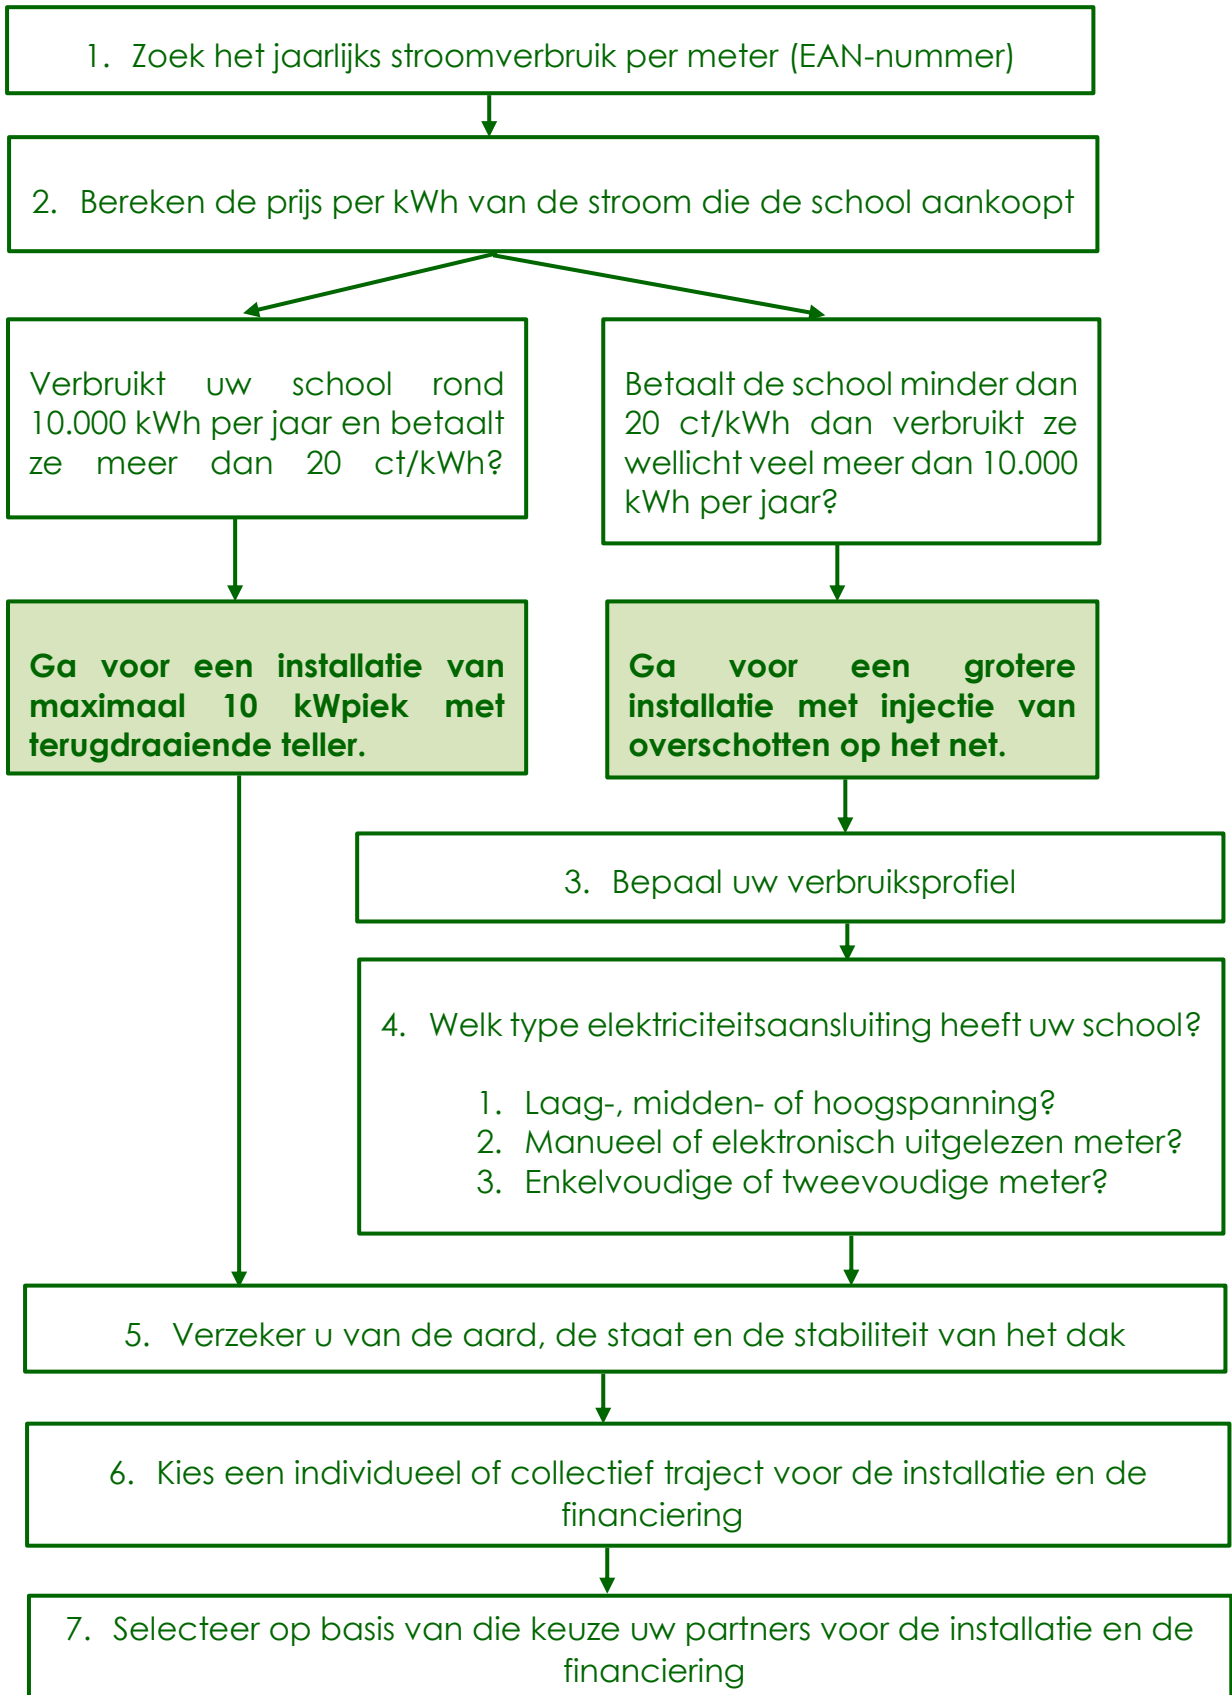 1. Zoek het jaarlijks stroomverbruik per meter (EAN-nummer)
2. Bereken de prijs per kWh van de stroom die de school aankoopt
Verbruikt uw school rond
10.000 kWh per jaar en betaalt
ze meer dan 20 ct/kWh?
Betaalt de school minder dan
20 ct/kWh dan verbruikt ze
wellicht veel meer dan 10.000
kWh per jaar?
Ga voor een installatie van
maximaal 10 kWpiek met
terugdraaiende teller.
Ga voor een grotere
installatie met injectie van
overschotten op het net.
3. Bepaal uw verbruiksprofiel
4. Welk type elektriciteitsaansluiting heeft uw school?
1. Laag-, midden- of hoogspanning?
2. Manueel of elektronisch uitgelezen meter?
3. Enkelvoudige of tweevoudige meter?
5. Verzeker u van de aard, de staat en de stabiliteit van het dak
6. Kies een individueel of collectief traject voor de installatie en de
financiering
7. Selecteer op basis van die keuze uw partners voor de installatie en de
financiering